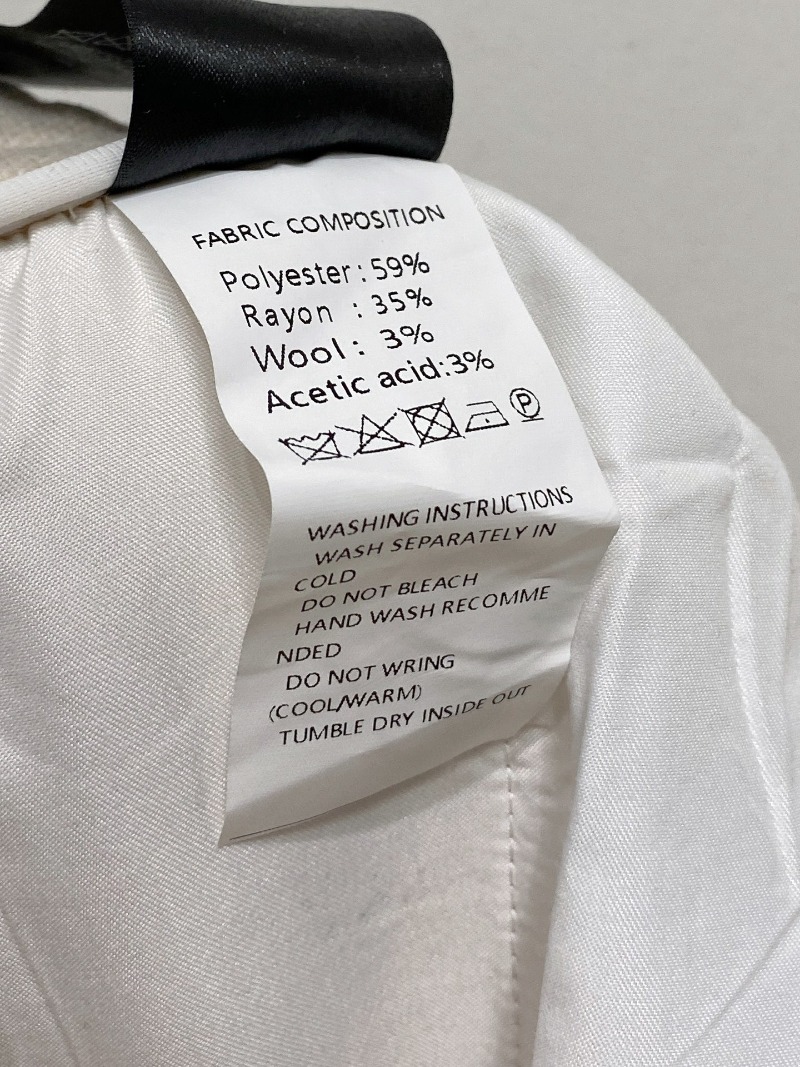 FABRIC COMPOSITION
Polyester: 59%
Rayon : 35%
Wool: 3%
Acetic acid:3%
P
WASHING INSTRUCTIONS
WASH SEPARATELY IN
COLD
DO NOT BLEACH
HAND WASH RECOMME
NDED
DO NOT WRING
(COOL/WARM)
TUMBLE DRY INSIDE OUT